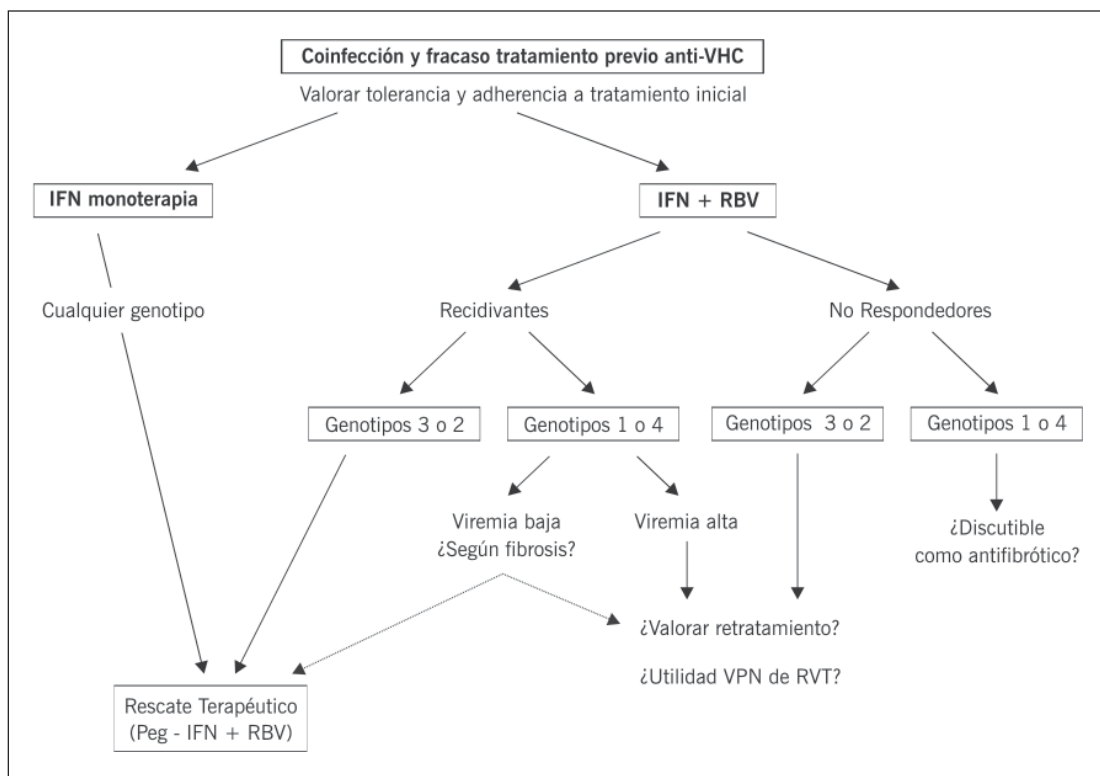 Coinfección y fracaso tratamiento previo anti-VHC
Valorar tolerancia y adherencia a tratamiento inicial
IFN monoterapia
IFN + RBV
Cualquier genotipo
Recidivantes
No Respondedores
Genotipos 3 o 2
Genotipos 1 o 4
Genotipos 3 o 2
Genotipos 1 o 4
Viremia baja
¿Según fibrosis?
Viremia alta
¿Discutible
como antifibrótico?
¿Valorar retratamiento?
¿Utilidad VPN de RVT?
Rescate Terapéutico
(Peg - IFN + RBV)